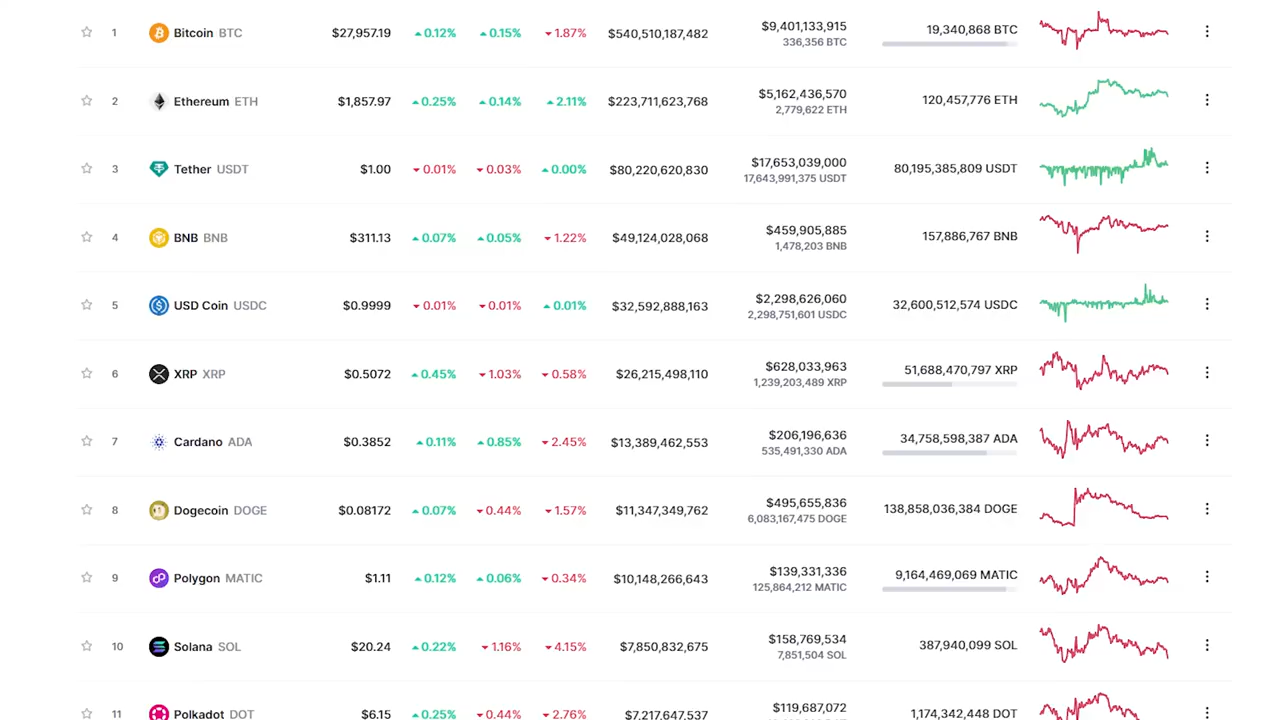 1 Bitcoin BTC $27,957.19 0.12% 0.15% 1.87% $540,510,187,482 $9,401,133,915 19,340,868 BTC
336,356 BTC
2 Ethereum ETH $1,857.97 0.25% 0.14% 2.11% $223,711,623,768 $5,162,436,570 120,457,776 ETH
2,779,622 ETH
3 Tether USDT $1.00 0.01% 0.03% 0.00% $80,220,620,830 $17,653,039,000 80,195,385,809 USDT
17,643,991,375 USDT
4 BNB BNB $311.13 0.07% 0.05% 1.22% $49,124,028,068 $459,905,885 157,886,767 BNB
1,478,203 BNB
5 USD Coin USDC $0.9999 0.01% 0.01% 0.01% $32,592,888,163 $2,298,626,060 32,600,512,574 USDC
2,298,751,601 USDC
6 XRP XRP $0.5072 0.45% 1.03% 0.58% $26,215,498,110 $628,033,963 51,688,470,797 XRP
1,239,203,489 XRP
7 Cardano ADA $0.3852 0.11% 0.85% 2.45% $13,389,462,553 $206,196,636 34,758,598,387 ADA
535,491,330 ADA
8 Dogecoin DOGE $0.08172 0.07% 0.44% 1.57% $11,347,349,762 $495,655,836 138,858,036,384 DOGE
6,083,167,475 DOGE
9 Polygon MATIC $1.11 0.12% 0.06% 0.34% $10,148,266,643 $139,331,336 9,164,469,069 MATIC
125,864,212 MATIC
10 Solana SOL $20.24 0.22% 1.16% 4.15% $7,850,832,675 $158,769,534 387,940,099 SOL
7,851,504 SOL
11 Polkadot DOT $6.15 0.25% 0.44% 2.76% $7,217,647,537 $119,687,072 1,174,342,448 DOT